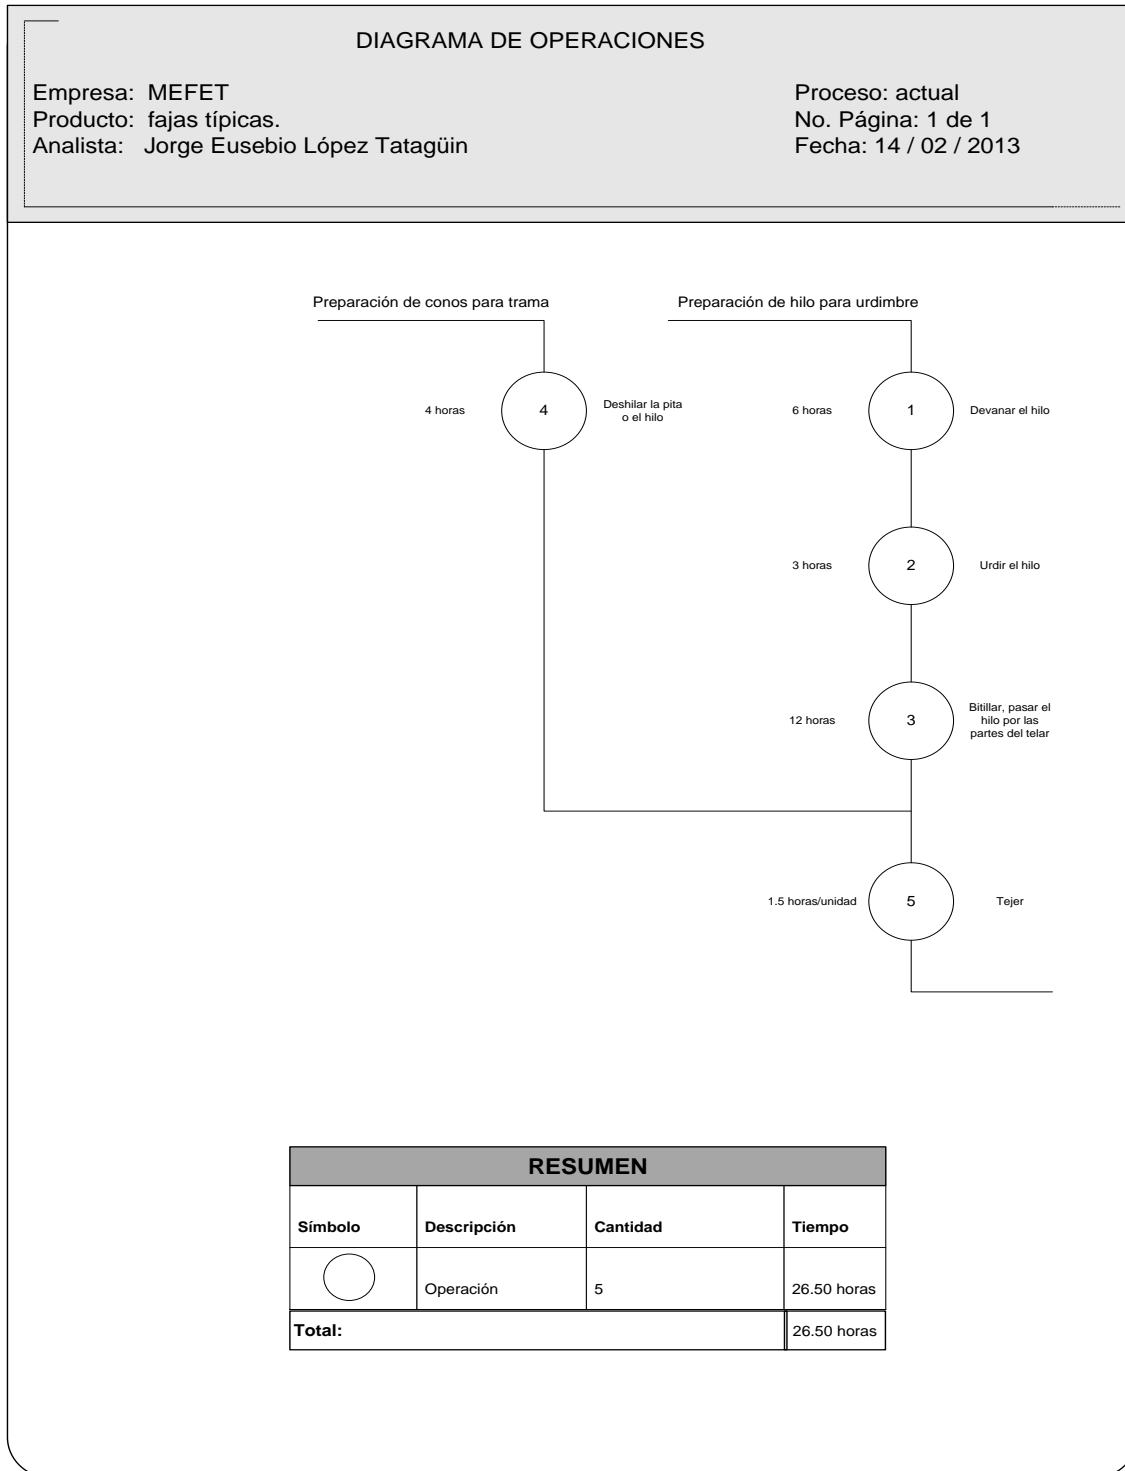 DIAGRAMA DE OPERACIONES
Empresa: MEFET
Proceso: actual
Producto: fajas típicas.
No. Página: 1 de 1
Analista: Jorge Eusebio López Tatagüin
Fecha: 14 / 02 / 2013
Preparación de conos para trama
Preparación de hilo para urdimbre
4 horas
4
Deshilar la pita
o el hilo
6 horas
1
Devanar el hilo
3 horas
2
Urdir el hilo
12 horas
3
Bitillar, pasar el
hilo por las
partes del telar
1.5 horas/unidad
5
Tejer
RESUMEN
Símbolo
Descripción
Cantidad
Tiempo
Operación
5
26.50 horas
Total:
26.50 horas